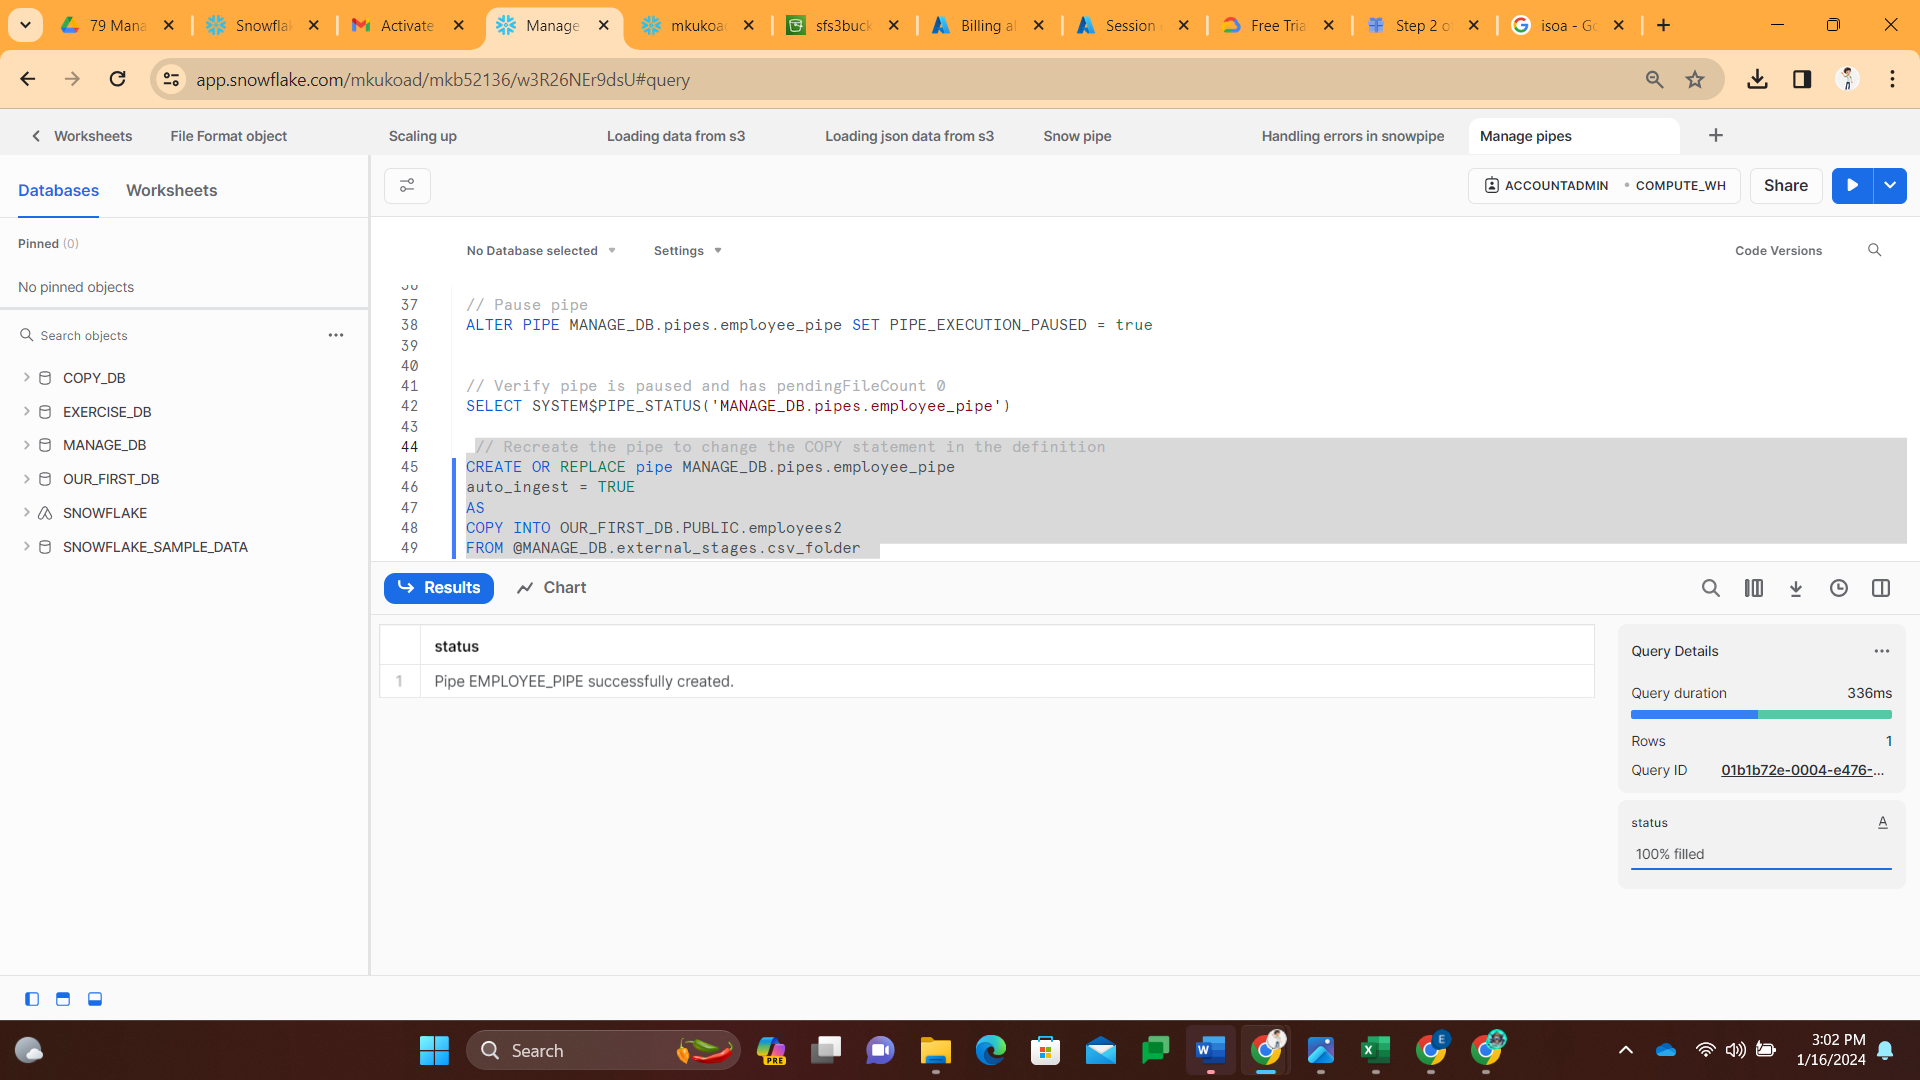 79 Mana
Snowflak
Activate
Manage
mkukoad
sfs3buck
Billing al
Session
Free Tria
Step 2 o
isoa - Go
app.snowflake.com/mkukoad/mkb52136/w3R26NEr9dsU#query
Worksheets
File Format object
Scaling up
Loading data from s3
Loading json data from s3
Snow pipe
Handling errors in snowpipe
Manage pipes
Databases
Worksheets
ACCOUNTADMIN
COMPUTE_WH
Share
Pinned (0)
No pinned objects
No Database selected
Settings
Code Versions
Search objects
COPY_DB
EXERCISE_DB
MANAGE_DB
OUR_FIRST_DB
SNOWFLAKE
SNOWFLAKE_SAMPLE_DATA
36
37 // Pause pipe
38 ALTER PIPE MANAGE_DB.pipes.employee_pipe SET PIPE_EXECUTION_PAUSED = true
39
40
41 // Verify pipe is paused and has pendingFileCount 0
42 SELECT SYSTEM$PIPE_STATUS('MANAGE_DB.pipes.employee_pipe')
43
44 // Recreate the pipe to change the COPY statement in the definition
45 CREATE OR REPLACE pipe MANAGE_DB.pipes.employee_pipe
46 auto_ingest = TRUE
47 AS
48 COPY INTO OUR_FIRST_DB.PUBLIC.employees2
49 FROM @MANAGE_DB.external_stages.csv_folder
Results
Chart
status
1 Pipe EMPLOYEE_PIPE successfully created.
Query Details
Query duration 336ms
Rows 1
Query ID 01b1b72e-0004-e476-...
status A
100% filled
Search
PRE
E
3:02 PM
1/16/2024